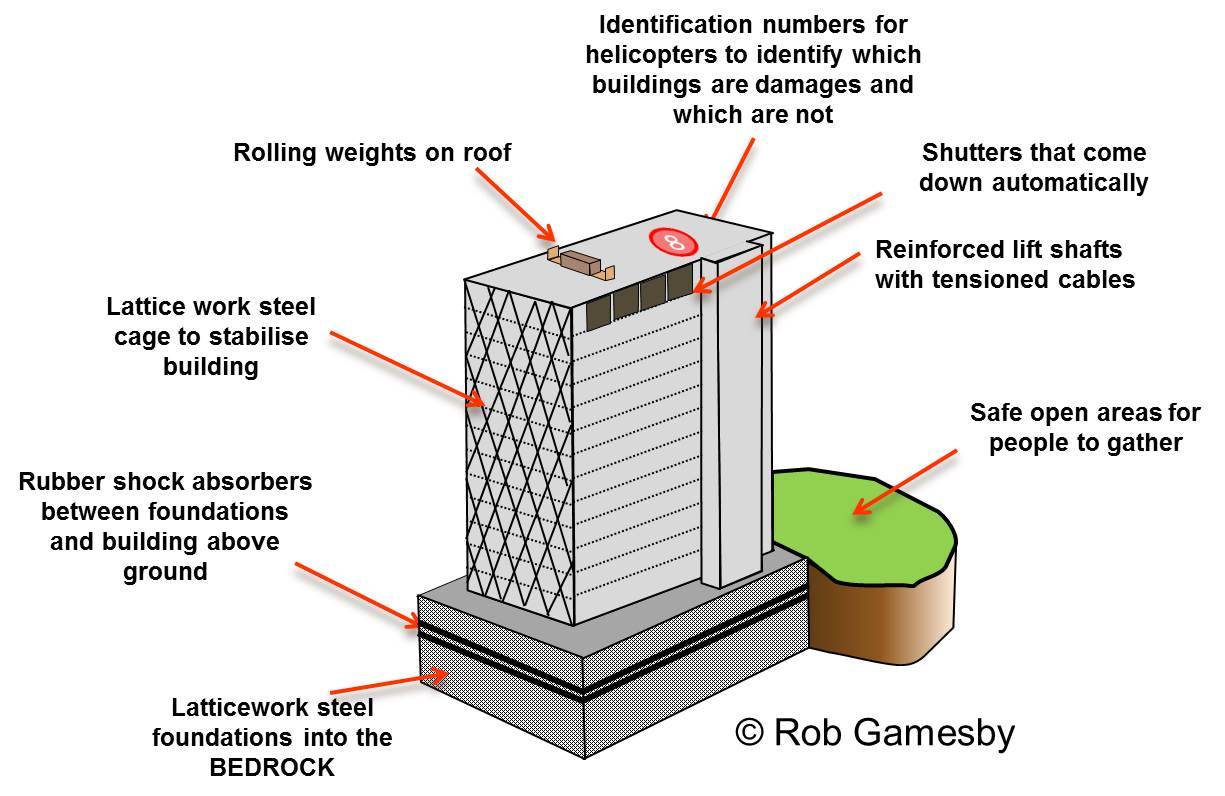 Identification numbers for
helicopters to identify which
buildings are damages and
which are not
Rolling weights on roof
Shutters that come
down automatically
8
Reinforced lift shafts
with tensioned cables
Lattice work steel
cage to stabilise
building
Safe open areas for
people to gather
Rubber shock absorbers
between foundations
and building above
ground
Latticework steel
foundations into the
BEDROCK
© Rob Gamesby